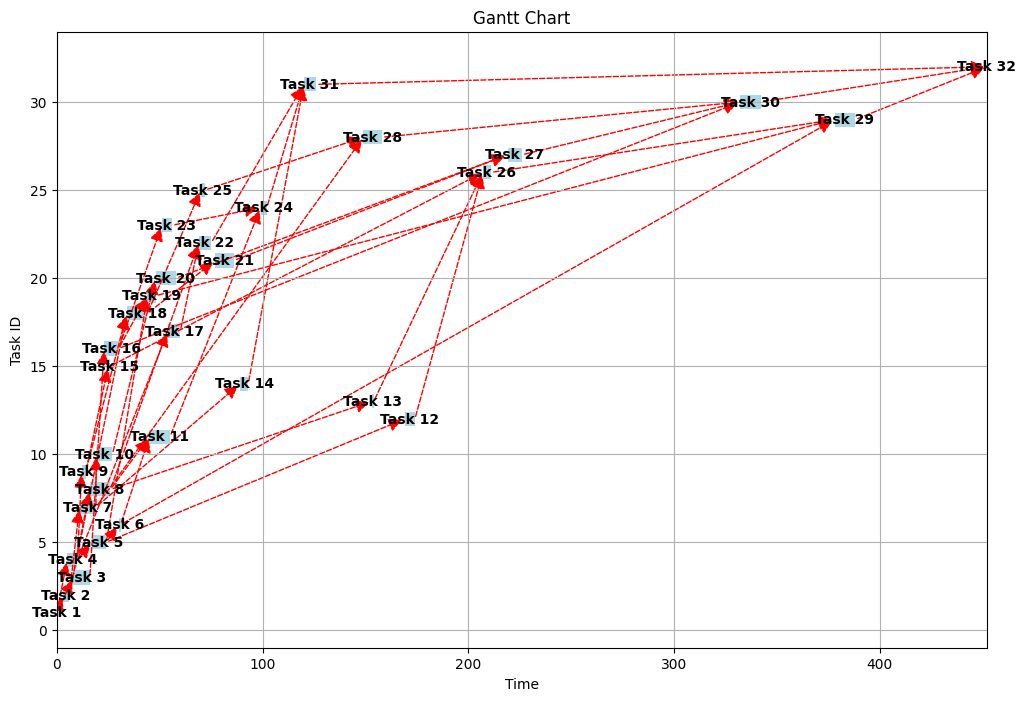 Gantt Chart
Task 32
Task 31
Task 30
Task 29
Task 28
Task 27
Task 26
Task 25
Task 24
Task 23
Task 22
Task 21
Task 20
Task 19
Task 18
Task 17
Task 16
Task 15
Task 14
Task 13
Task 12
Task 11
Task 10
Task 9
Task 8
Task 7
Task 6
Task 5
Task 4
Task 3
Task 2
Task 1
30
25
20
15
10
5
0
Task ID
0 100 200 300 400
Time